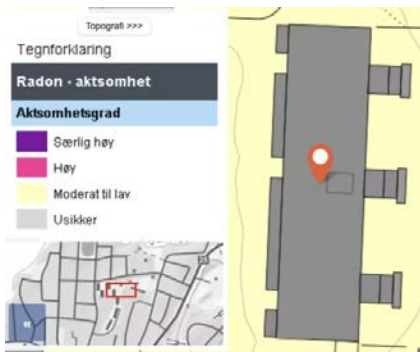 Topografi >>>
Tegnforklaring
Radon - aktsomhet
Aktsomhetsgrad
Særlig høy
Høy
Moderat til lav
Usikker
«